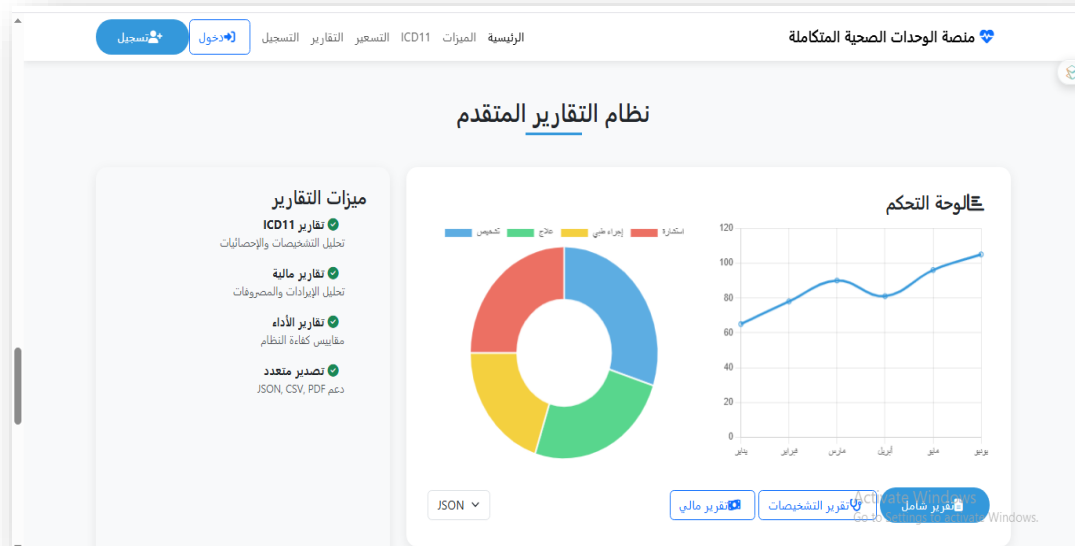 منصة الوحدات الصحية المتكاملة
الرئيسية الميزات ICD11 التسعير التقارير التسجيل
دخول
تسجيل
نظام التقارير المتقدم
لوحة التحكم
120
100
80
60
40
20
0
يناير فبراير مارس أبريل مايو يونيو
استشارة إجراء طبي علاج تشخيص
تقرير شامل
تقرير التشخيصات
تقرير مالي
JSON
ميزات التقارير
تقارير ICD11
تحليل التشخيصات والإحصائيات
تقارير مالية
تحليل الإيرادات والمصروفات
تقارير الأداء
مقاييس كفاءة النظام
تصدير متعدد
دعم JSON, CSV, PDF
Activate Windows
Go to Settings to activate Windows.